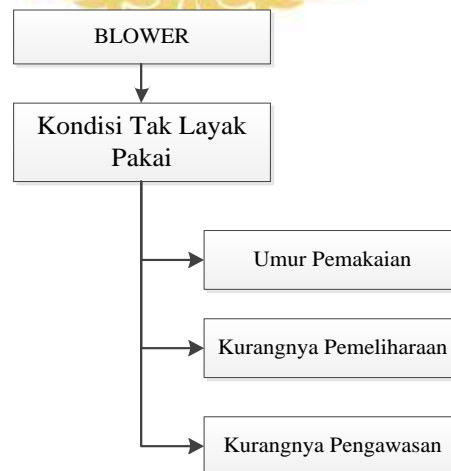 BLOWER
Kondisi Tak Layak
Pakai
Umur Pemakaian
Kurangnya Pemeliharaan
Kurangnya Pengawasan